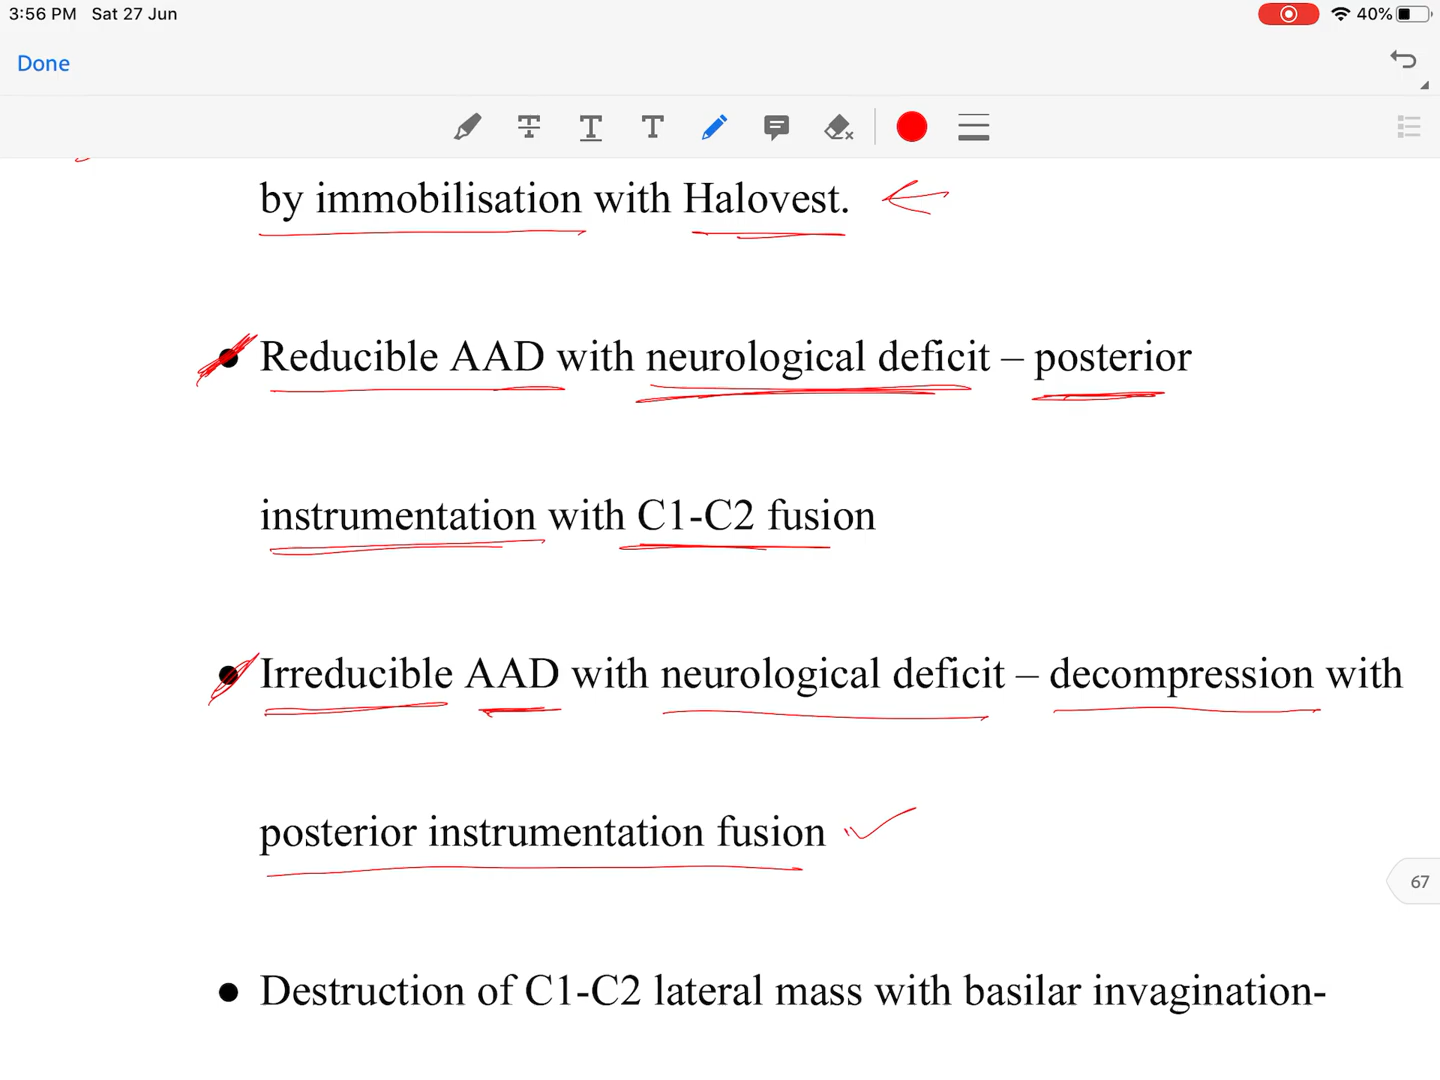 3:56 PM Sat 27 Jun 40%
Done
T T T
by immobilisation with Halovest.
● Reducible AAD with neurological deficit – posterior
instrumentation with C1-C2 fusion
● Irreducible AAD with neurological deficit – decompression with
posterior instrumentation fusion
67
● Destruction of C1-C2 lateral mass with basilar invagination-